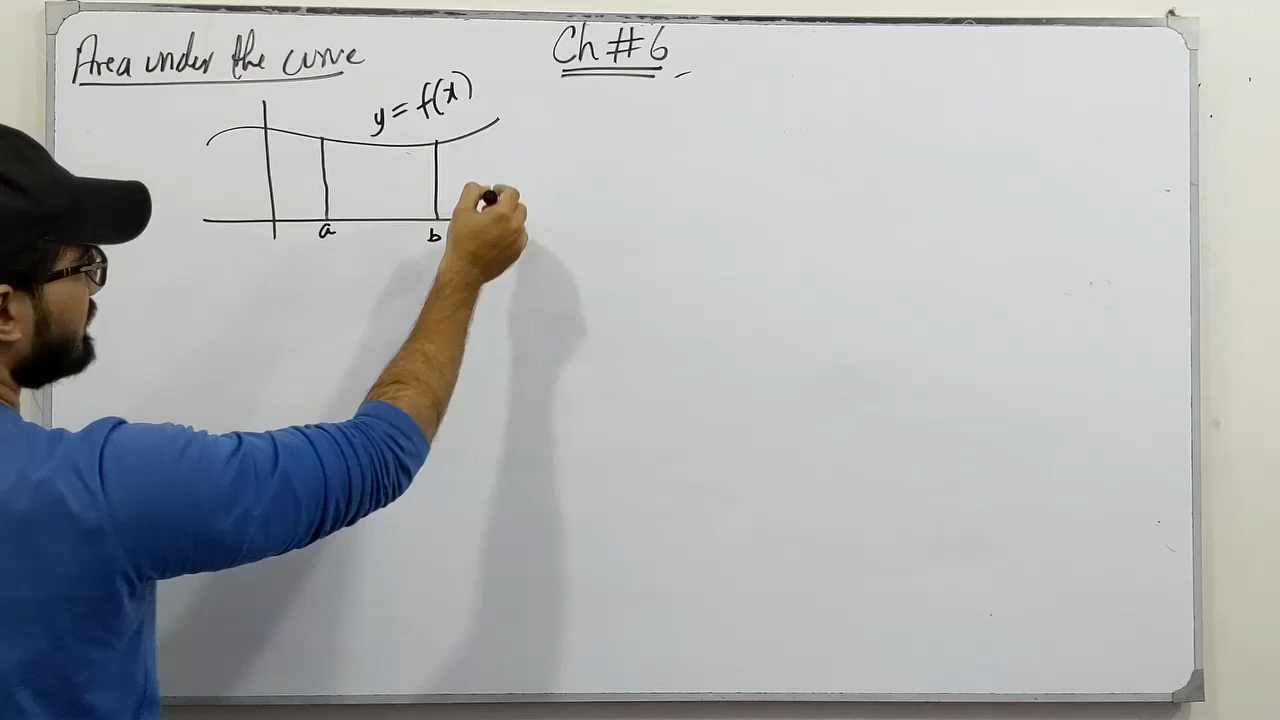 Area under the curve
Ch #6
y = f(x)
a
b